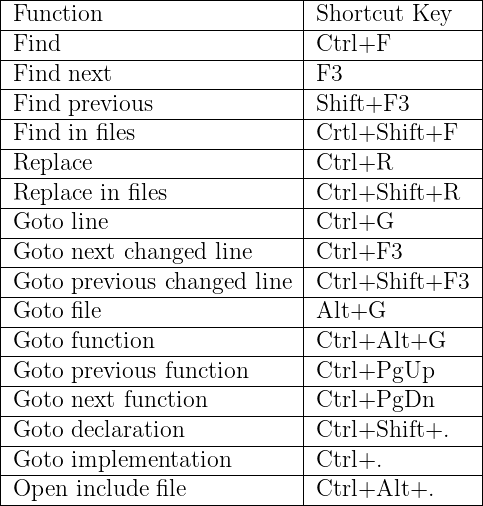 Function Shortcut Key
Find Ctrl+F
Find next F3
Find previous Shift+F3
Find in files Crtl+Shift+F
Replace Ctrl+R
Replace in files Ctrl+Shift+R
Goto line Ctrl+G
Goto next changed line Ctrl+F3
Goto previous changed line Ctrl+Shift+F3
Goto file Alt+G
Goto function Ctrl+Alt+G
Goto previous function Ctrl+PgUp
Goto next function Ctrl+PgDn
Goto declaration Ctrl+Shift+.
Goto implementation Ctrl+.
Open include file Ctrl+Alt+.